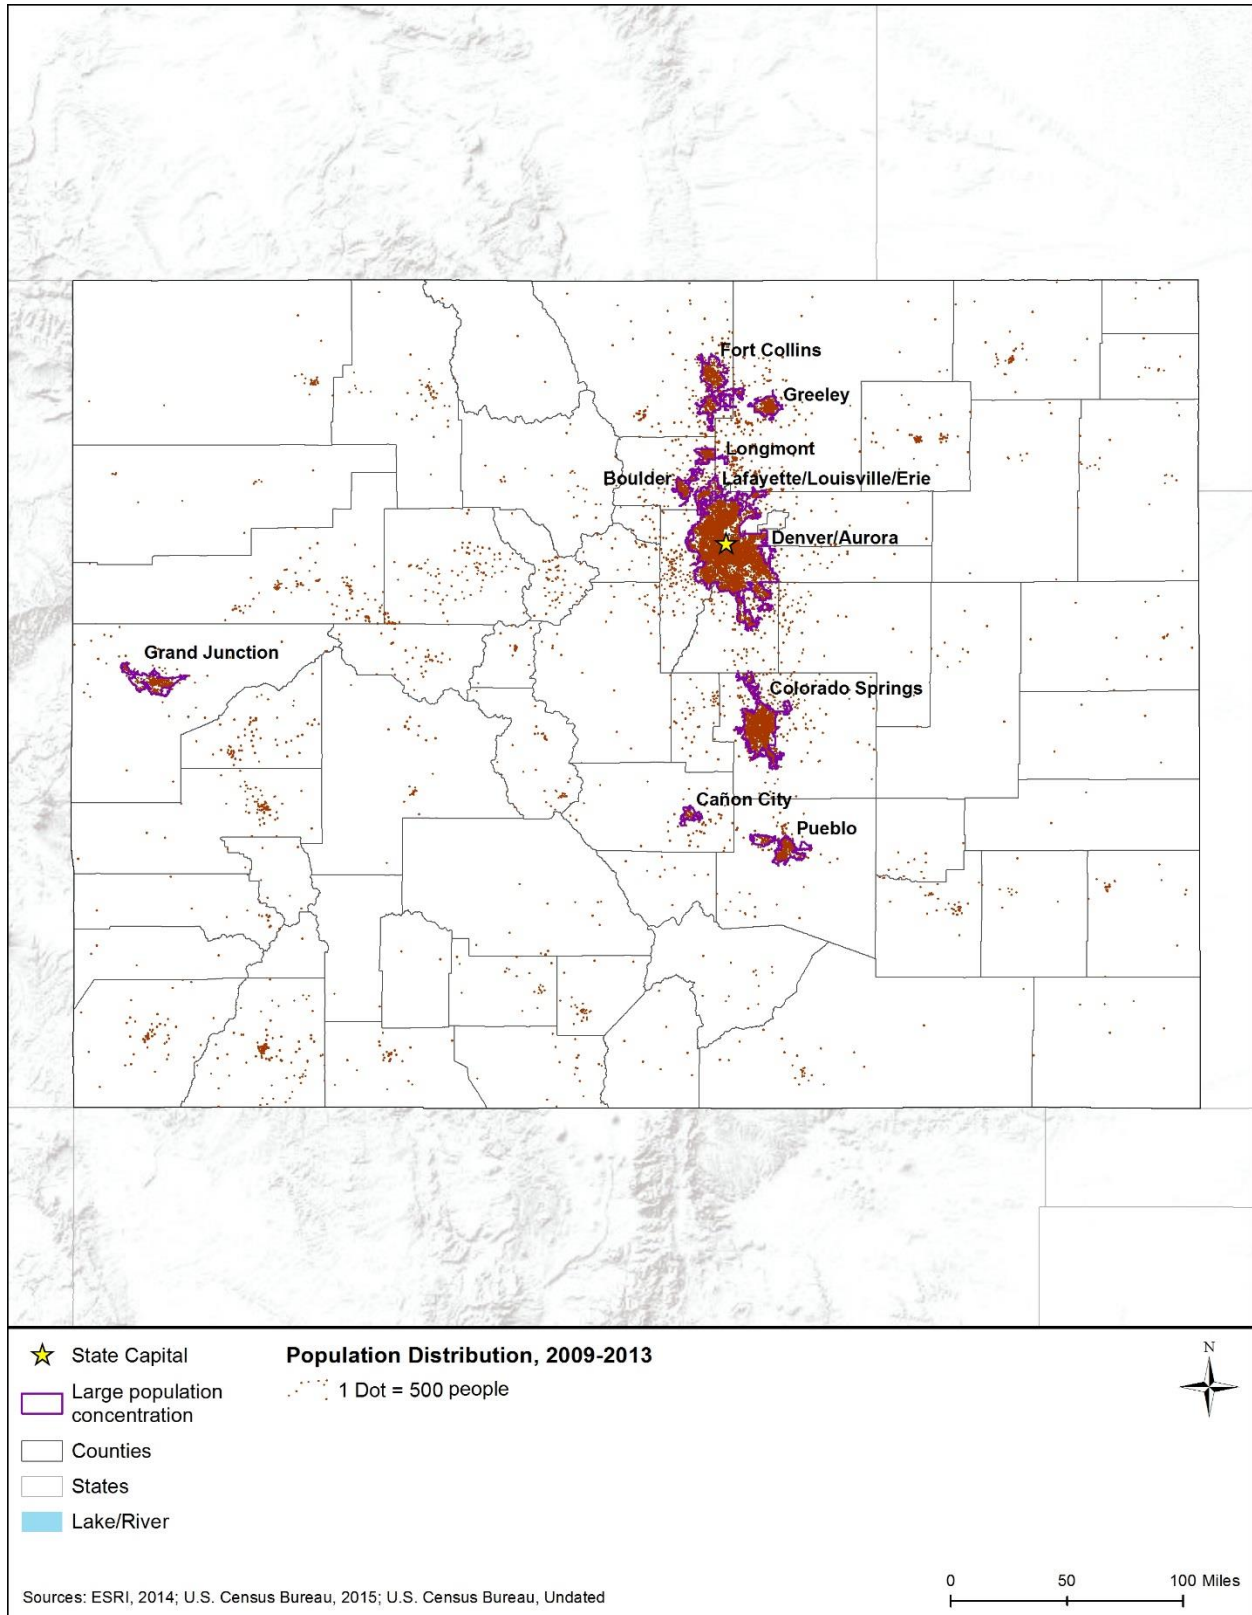 Fort Collins
Greeley
Longmont
Boulder
Lafayette/Louisville/Erie
Denver/Aurora
Grand Junction
Colorado Springs
Cañon City
Pueblo
State Capital
Large population
concentration
Counties
States
Lake/River
Population Distribution, 2009-2013
1 Dot = 500 people
N
0 50 100 Miles
Sources: ESRI, 2014; U.S. Census Bureau, 2015; U.S. Census Bureau, Undated